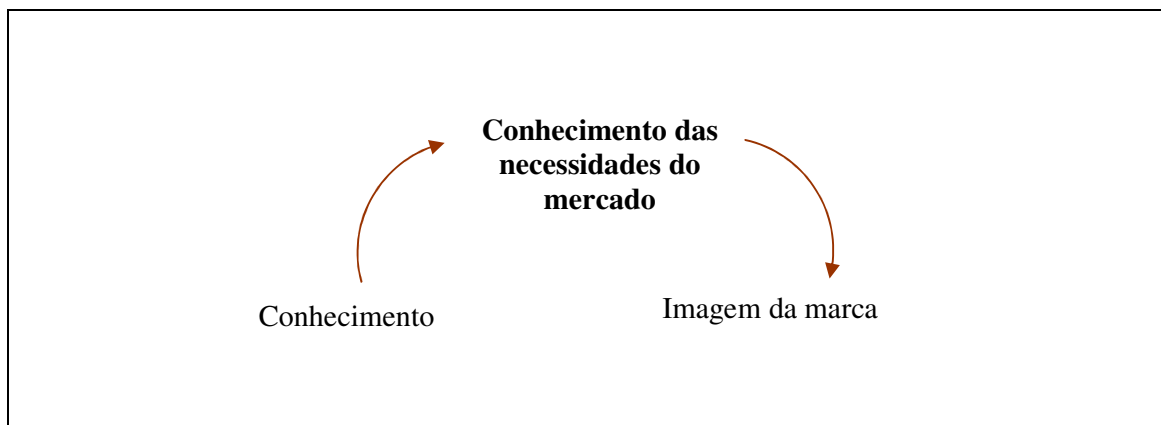 Conhecimento das
necessidades do
mercado
Conhecimento
Imagem da marca